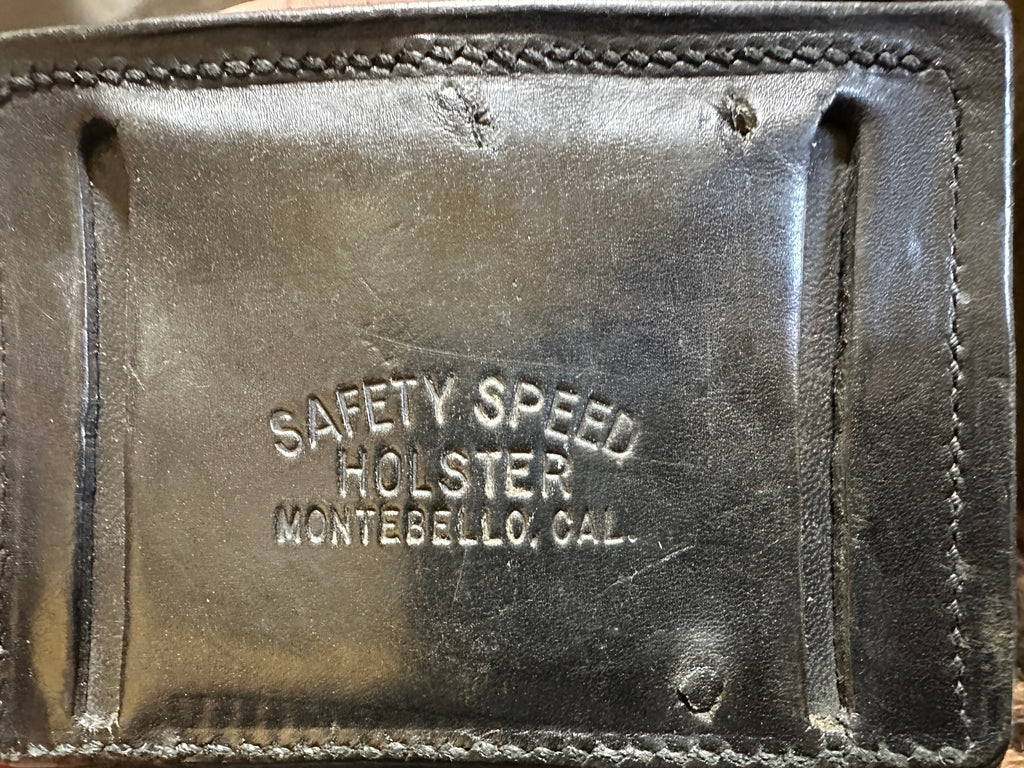 SAFETY SPEED
HOLSTER
MONTEBELLO, CAL.